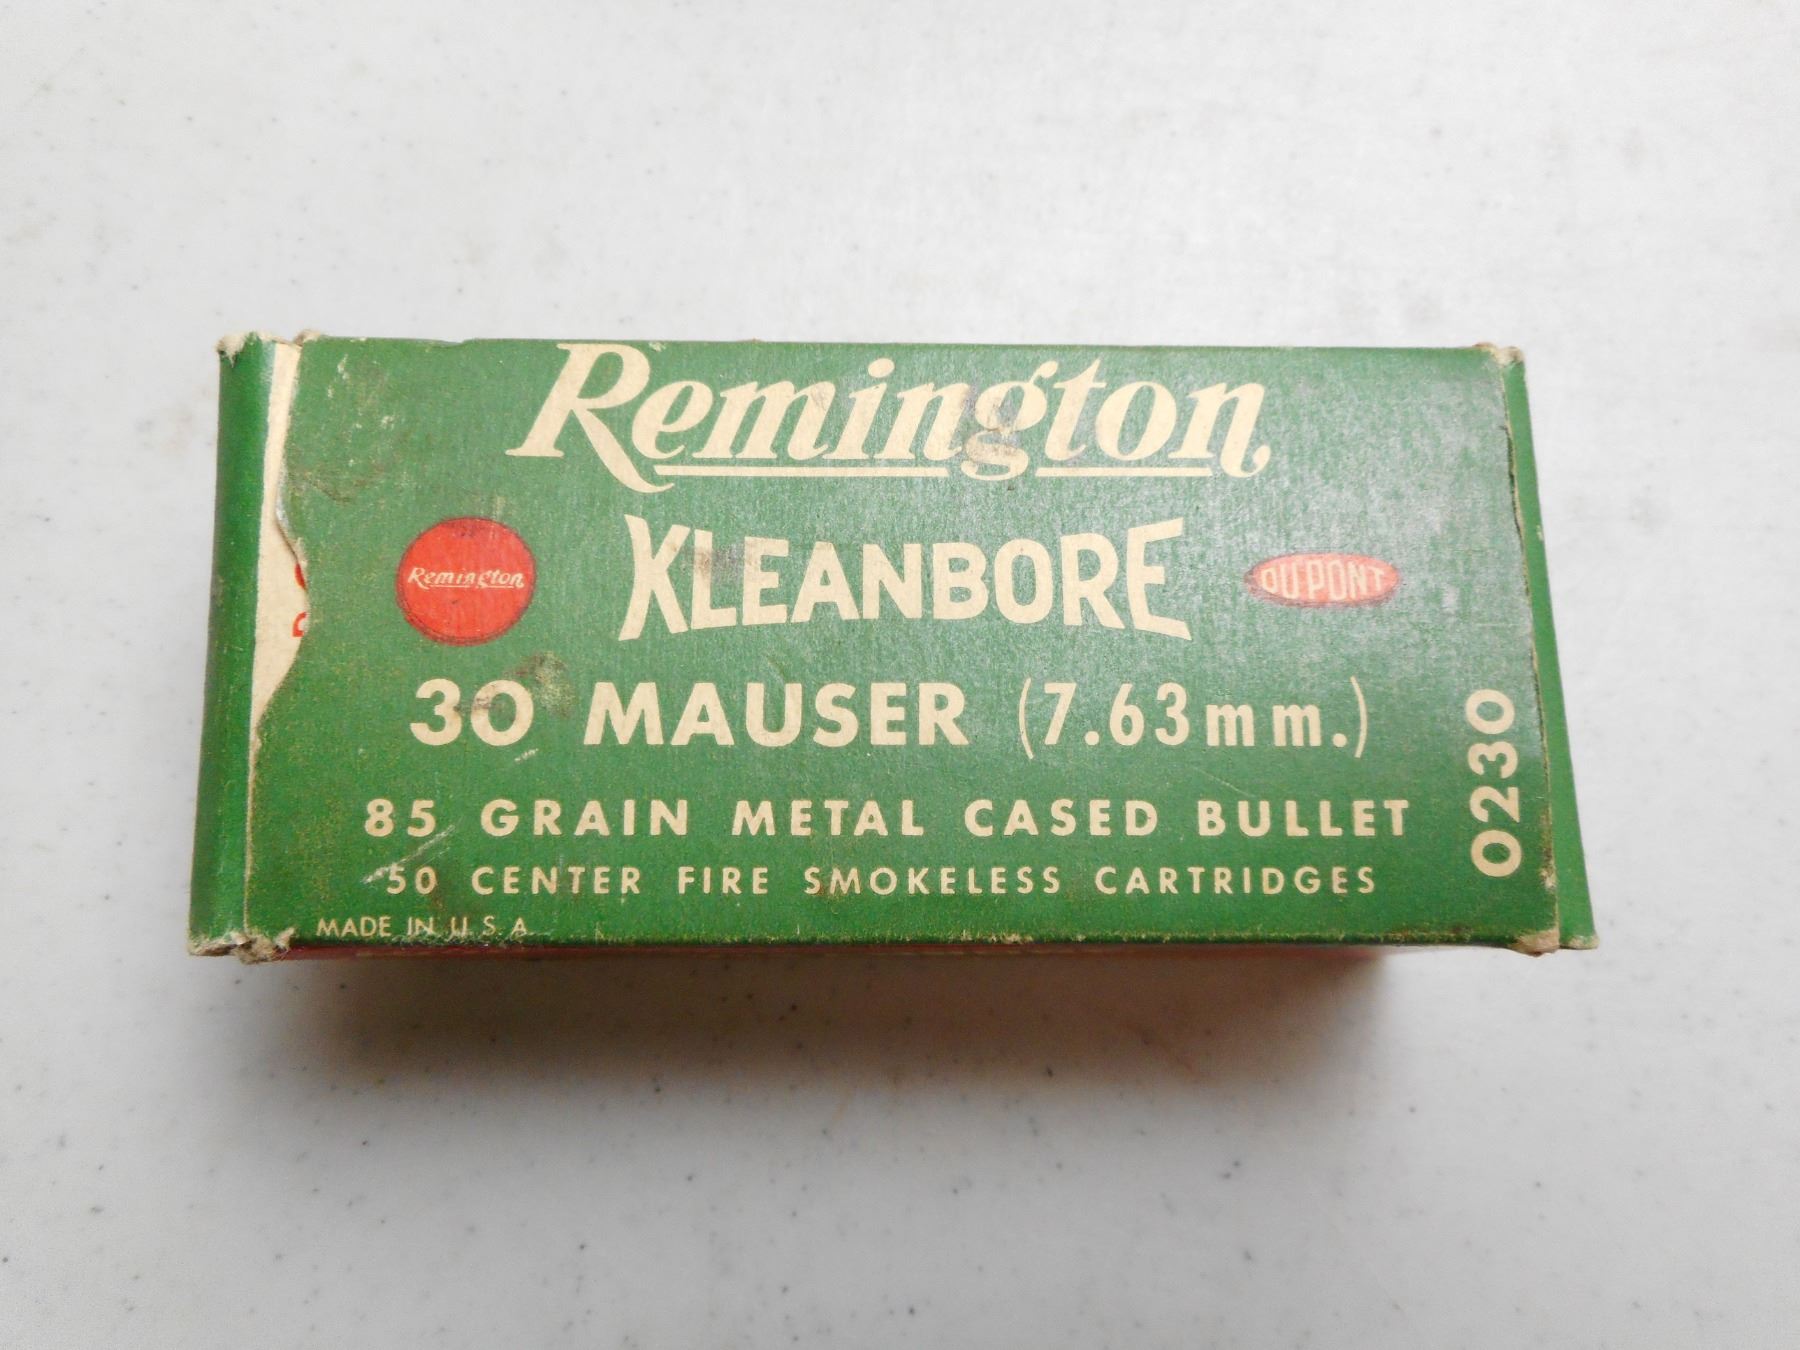 Remington
KLEANBORE
Remington
DU PONT
30 MAUSER (7.63mm.)
85 GRAIN METAL CASED BULLET
50 CENTER FIRE SMOKELESS CARTRIDGES
MADE IN U.S.A.
0230